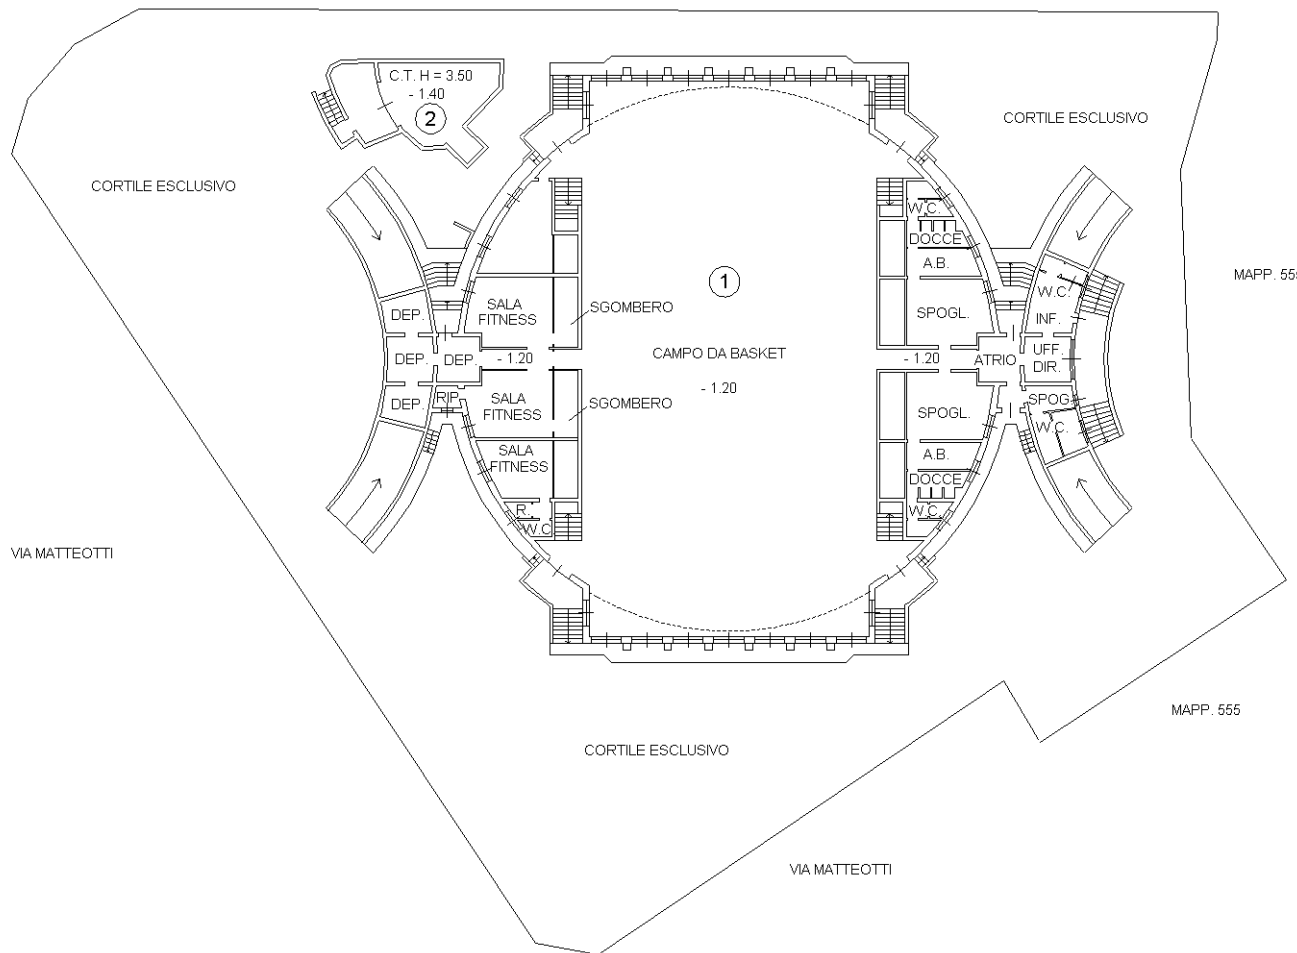 C.T. H = 3.50
- 1.40
2
CORTILE ESCLUSIVO
CORTILE ESCLUSIVO
W.C.
DOCCE
A.B.
SPOGL.
1
MAPP. 555
W.C.
INF.
UFF.
DIR.
ATRIO
- 1.20
SPOG.
W.C.
SALA
FITNESS
SGOMBERO
DEP.
DEP.
DEP.
DEP.
- 1.20
RIP.
CAMPO DA BASKET
- 1.20
SALA
FITNESS
SGOMBERO
SALA
FITNESS
R.
W.C
SPOGL.
A.B.
DOCCE
W.C.
VIA MATTEOTTI
MAPP. 555
CORTILE ESCLUSIVO
VIA MATTEOTTI